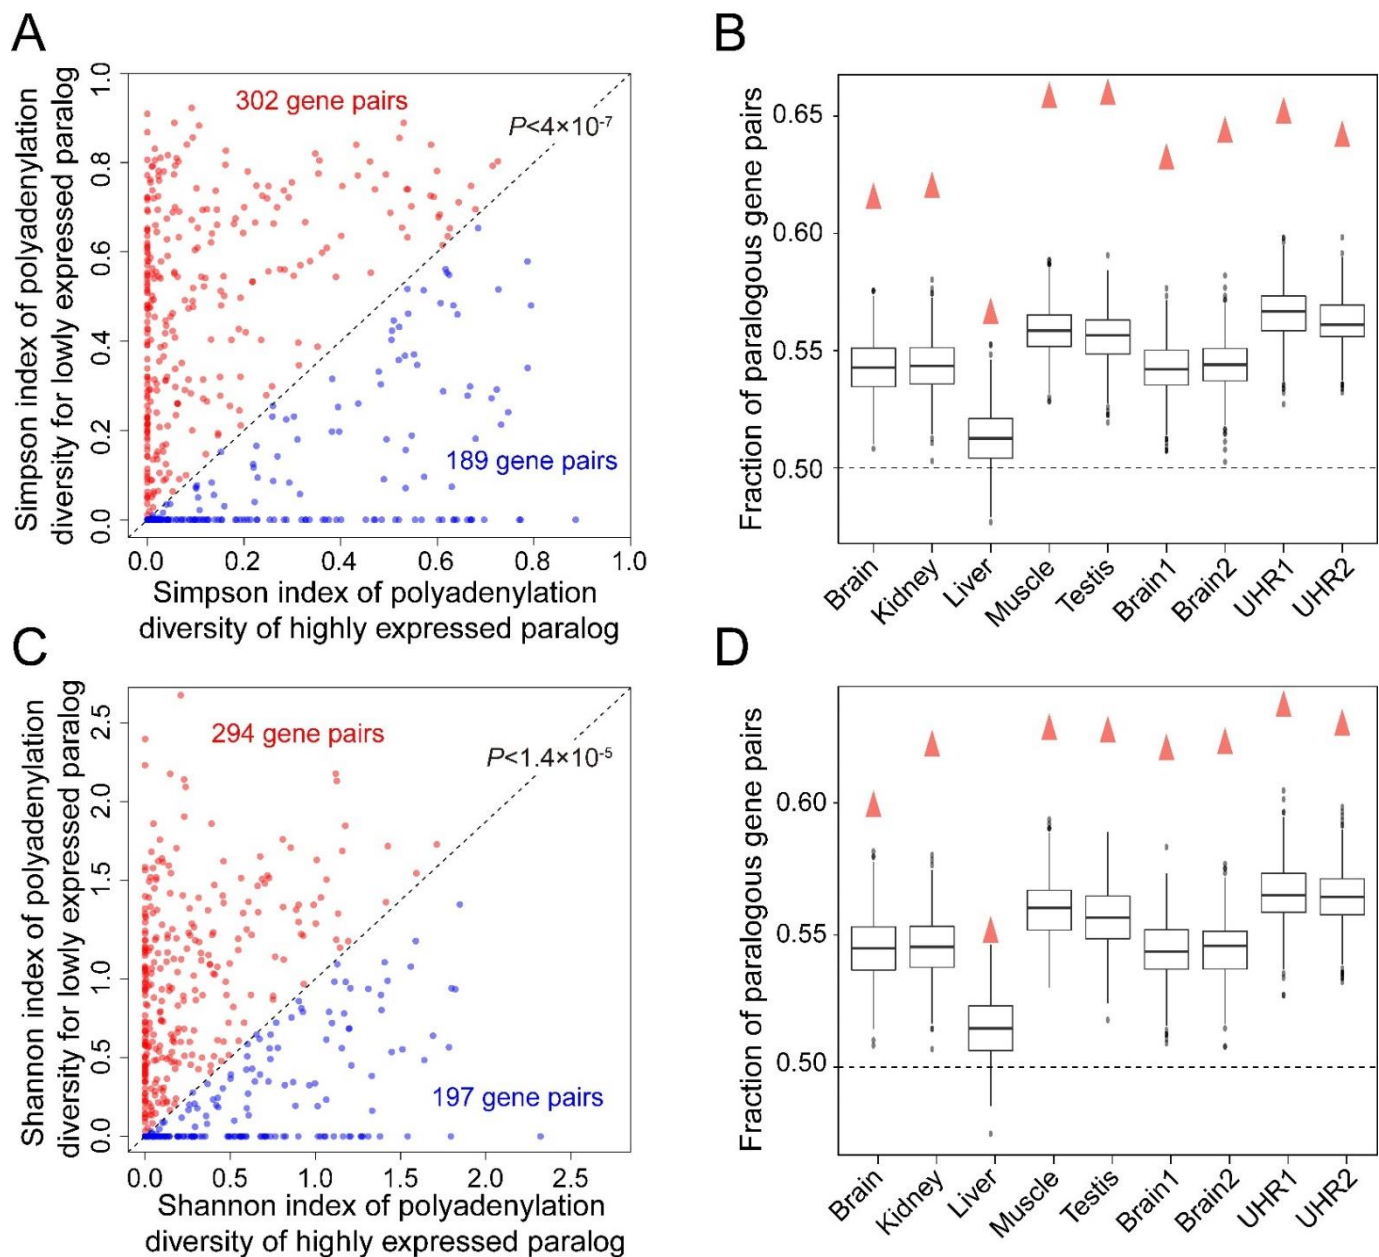 A
Simpson index of polyadenylation
diversity for lowly expressed paralog
1.0
0.8
0.6
0.4
0.2
0.0
302 gene pairs
P<4×10-7
189 gene pairs
0.0 0.2 0.4 0.6 0.8 1.0
Simpson index of polyadenylation
diversity of highly expressed paralog
B
Fraction of paralogous gene pairs
0.65
0.60
0.55
0.50
Brain Kidney Liver Muscle Testis Brain1 Brain2 UHR1 UHR2
C
Shannon index of polyadenylation
diversity for lowly expressed paralog
2.5
2.0
1.5
1.0
0.5
0.0
294 gene pairs
P<1.4×10-5
197 gene pairs
0.0 0.5 1.0 1.5 2.0 2.5
Shannon index of polyadenylation
diversity of highly expressed paralog
D
Fraction of paralogous gene pairs
0.60
0.55
0.50
Brain Kidney Liver Muscle Testis Brain1 Brain2 UHR1 UHR2